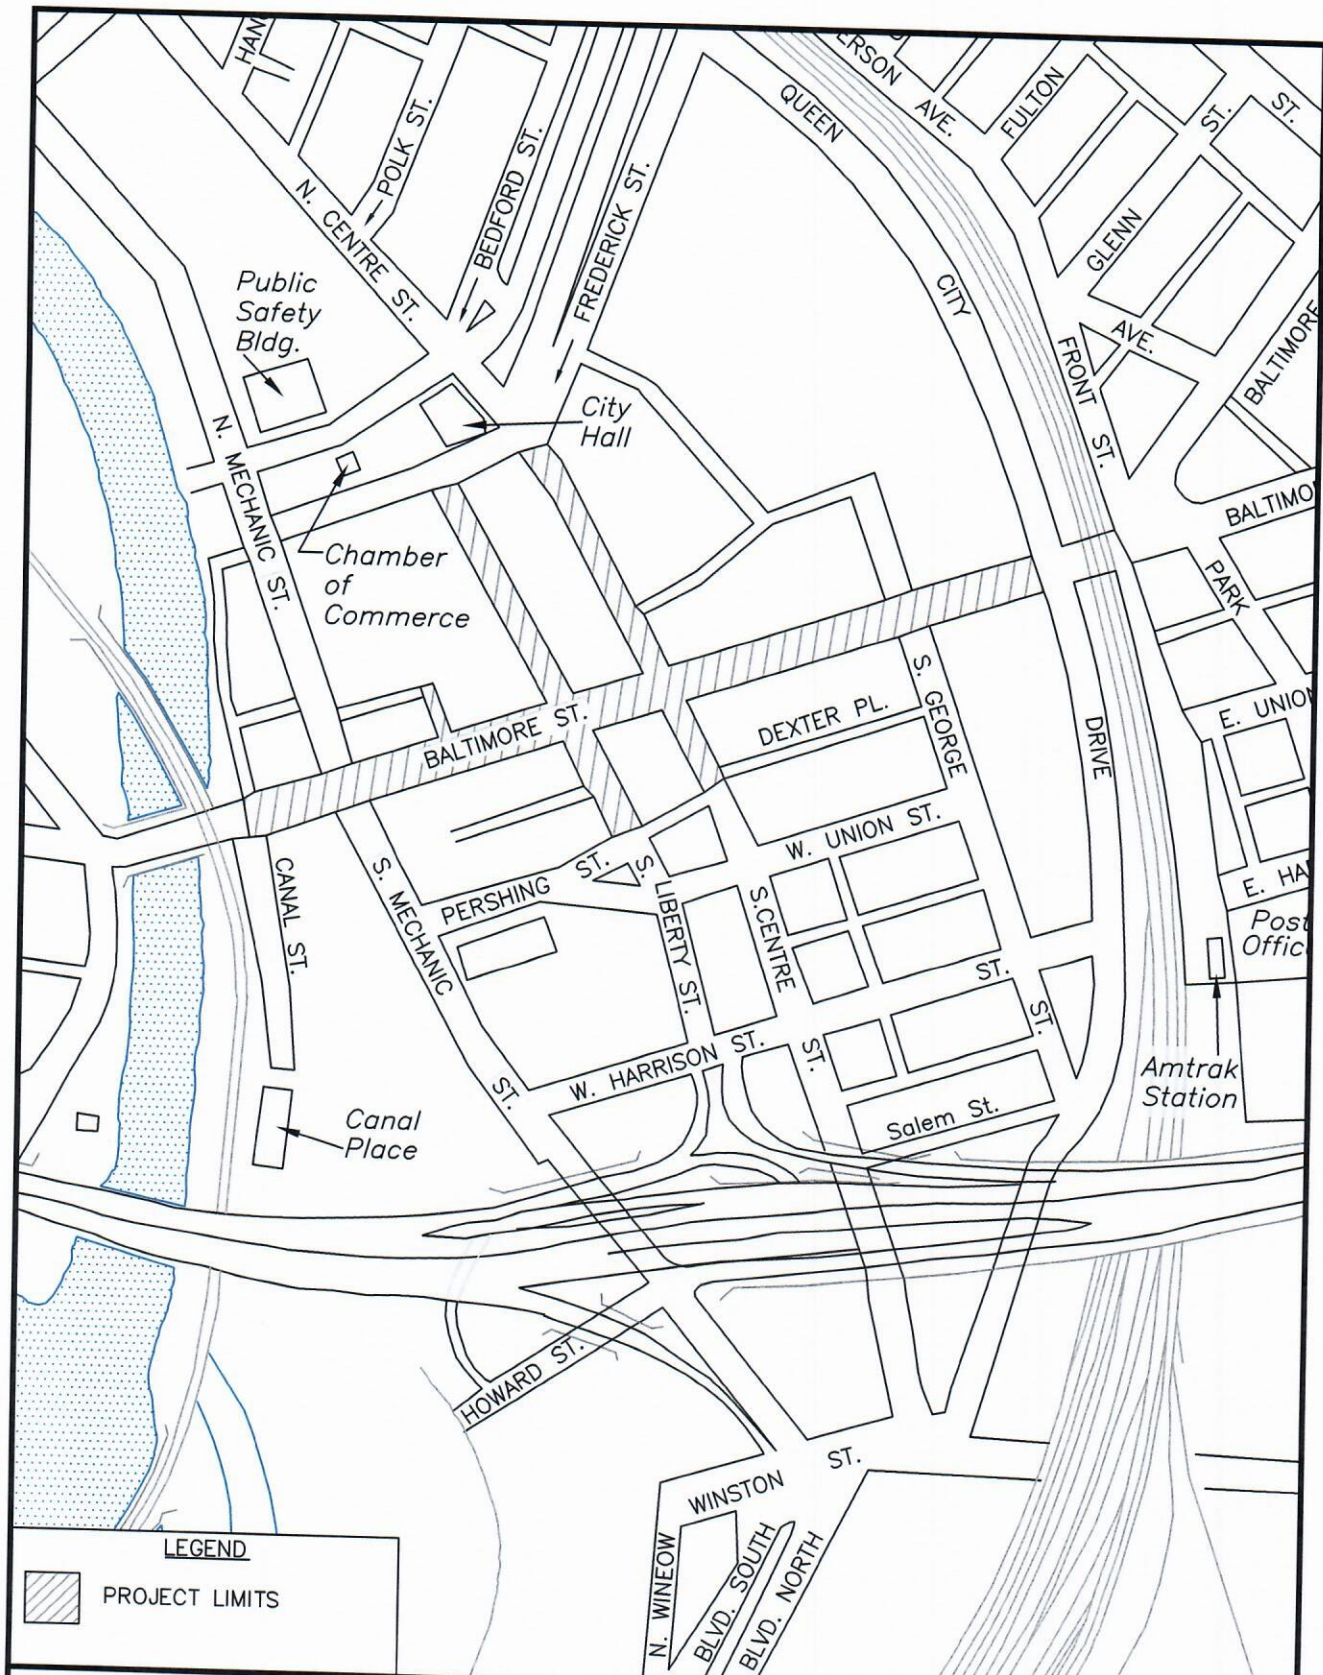 HAN
POLK ST.
BEDFORD ST.
N. CENTRE ST.
FREDERICK ST.
QUEEN
CITY
DRIVE
ERSON AVE.
FULTON
ST.
ST.
GLENN
AVE.
FRONT ST.
BALTIMORE
BALTIMO
PARK
E. UNION
E. HA
Public
Safety
Bldg.
City
Hall
N. MECHANIC ST.
Chamber
of
Commerce
BALTIMORE ST.
DEXTER PL.
S. GEORGE
ST.
W. UNION ST.
CANAL ST.
S. MECHANIC
ST.
PERSHING ST.
S. LIBERTY ST.
S.CENTRE
ST.
W. HARRISON ST.
ST.
Salem St.
Post
Offic
Amtrak
Station
Canal
Place
HOWARD ST.
WINSTON ST.
N. WINEOW
BLVD. SOUTH
BLVD. NORTH
LEGEND
PROJECT LIMITS